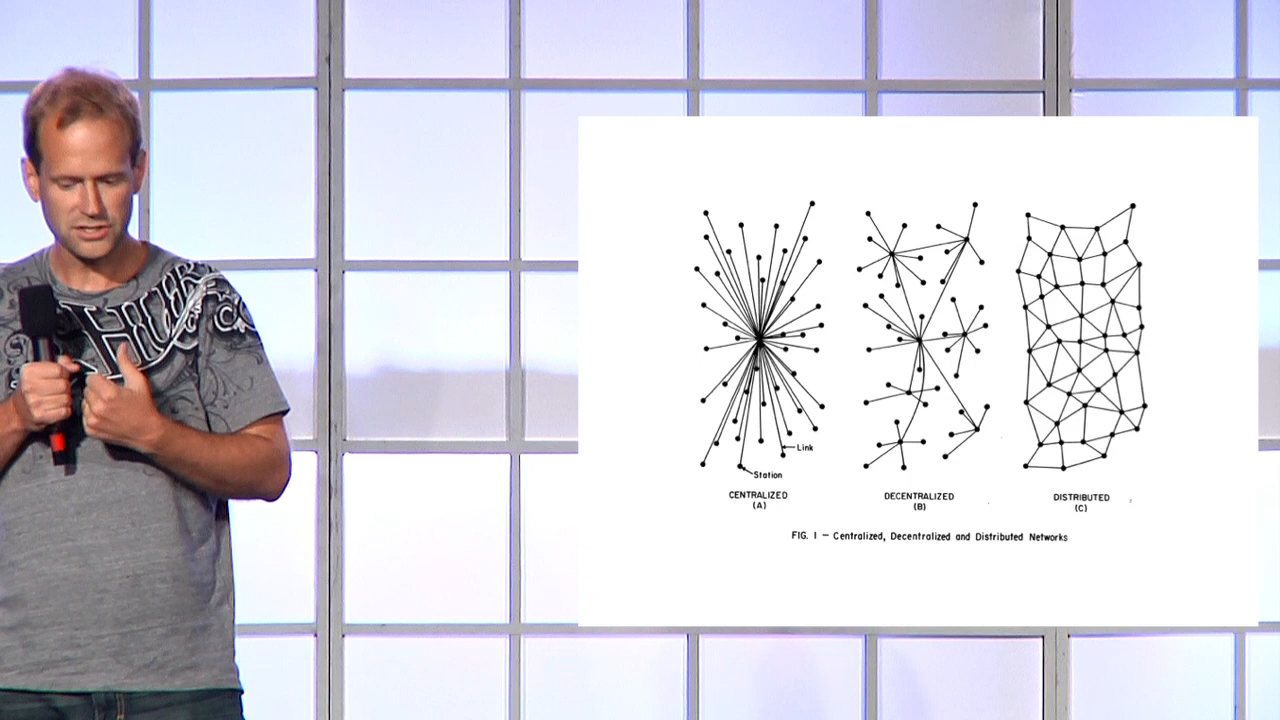 Link
Station
CENTRALIZED
(A)
DECENTRALIZED
(B)
DISTRIBUTED
(C)
FIG. 1 — Centralized, Decentralized and Distributed Networks